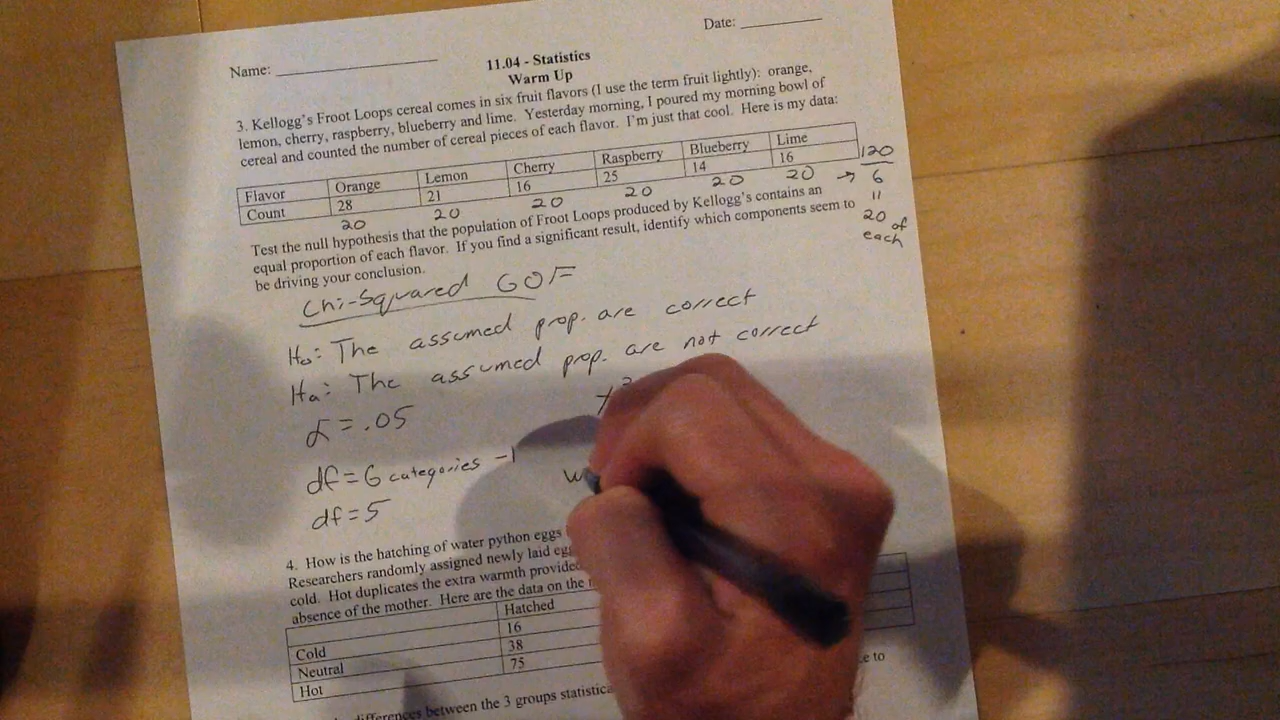 Name: ____________ Date: ________
11.04 - Statistics
Warm Up
3. Kellogg's Froot Loops cereal comes in six fruit flavors (I use the term fruit lightly): orange,
lemon, cherry, raspberry, blueberry and lime. Yesterday morning, I poured my morning bowl of
cereal and counted the number of cereal pieces of each flavor. I'm just that cool. Here is my data:
Flavor Orange Lemon Cherry Raspberry Blueberry Lime
Count 28 21 16 25 14 16
20 20 20 20 20 20 → 120
6
11
20 of
each
Test the null hypothesis that the population of Froot Loops produced by Kellogg's contains an
equal proportion of each flavor. If you find a significant result, identify which components seem to
be driving your conclusion.
Chi-Squared GOF
Ho: The assumed prop. are correct
Ha: The assumed prop. are not correct
α = .05
df = 6 categories -1
df = 5
4. How is the hatching of water python eggs
Researchers randomly assigned newly laid
cold. Hot duplicates the extra warmth
absence of the mother. Here are the data on the
Hatched
Cold 16
Neutral 38
Hot 75
to
differences between the 3 groups